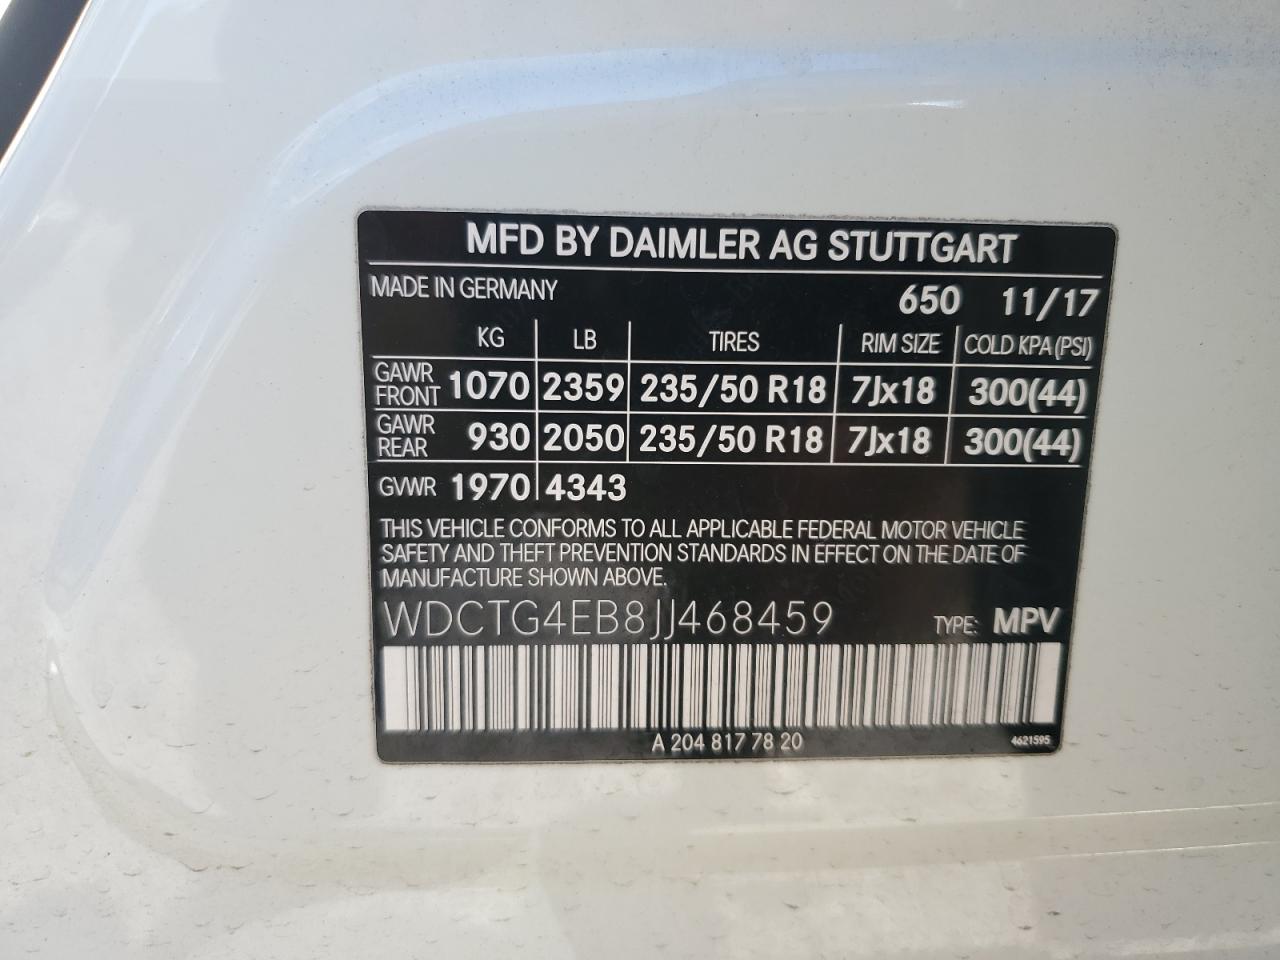 MFD BY DAIMLER AG STUTTGART
MADE IN GERMANY 650 11/17
KG LB TIRES RIM SIZE COLD KPA (PSI)
GAWR FRONT 1070 2359 235/50 R18 7Jx18 300(44)
GAWR REAR 930 2050 235/50 R18 7Jx18 300(44)
GVWR 1970 4343
THIS VEHICLE CONFORMS TO ALL APPLICABLE FEDERAL MOTOR VEHICLE
SAFETY AND THEFT PREVENTION STANDARDS IN EFFECT ON THE DATE OF
MANUFACTURE SHOWN ABOVE.
WDCTG4EB8JJ468459 TYPE: MPV
A 204 817 78 20 4621595